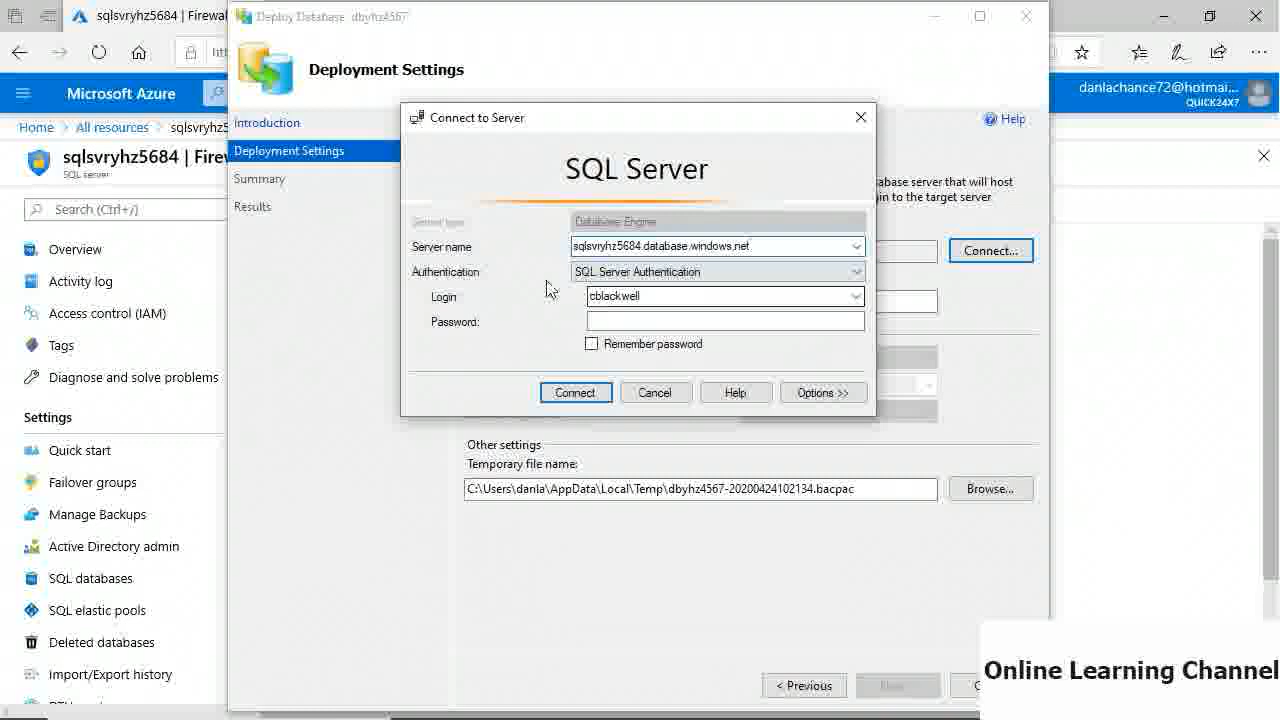 sqlsvryhz5684 | Firewa
Deploy Database dbyhz4567
Microsoft Azure
danlachance72@hotmai...
QUICK24X7
Home > All resources > sqlsvryhz5
sqlsvryhz5684 | Firew
SQL server
Search (Ctrl+/)
Overview
Activity log
Access control (IAM)
Tags
Diagnose and solve problems
Settings
Quick start
Failover groups
Manage Backups
Active Directory admin
SQL databases
SQL elastic pools
Deleted databases
Import/Export history
Deployment Settings
Introduction
Deployment Settings
Summary
Results
Help
abase server that will host
gin to the target server
Connect...
Connect to Server
SQL Server
Server type
Database Engine
Server name
sqlsvryhz5684.database.windows.net
Authentication
SQL Server Authentication
Login
cblackwell
Password:
Remember password
Connect
Cancel
Help
Options >>
Other settings
Temporary file name:
C:\Users\danla\AppData\Local\Temp\dbyhz4567-20200424102134.bacpac
Browse...
< Previous
Online Learning Channel